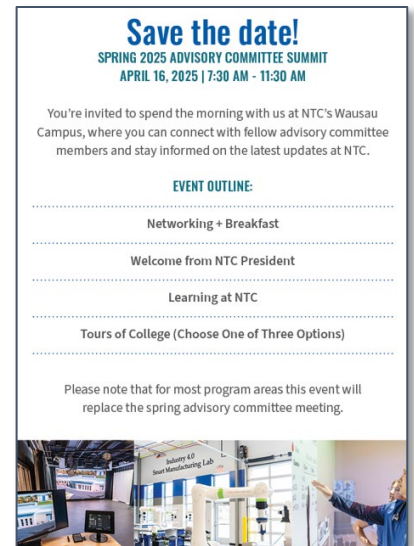 Save the date!
SPRING 2025 ADVISORY COMMITTEE SUMMIT
APRIL 16, 2025 | 7:30 AM - 11:30 AM
You're invited to spend the morning with us at NTC's Wausau
Campus, where you can connect with fellow advisory committee
members and stay informed on the latest updates at NTC.
EVENT OUTLINE:
Networking + Breakfast
Welcome from NTC President
Learning at NTC
Tours of College (Choose One of Three Options)
Please note that for most program areas this event will
replace the spring advisory committee meeting.
Industry 4.0
Smart Manufacturing Lab